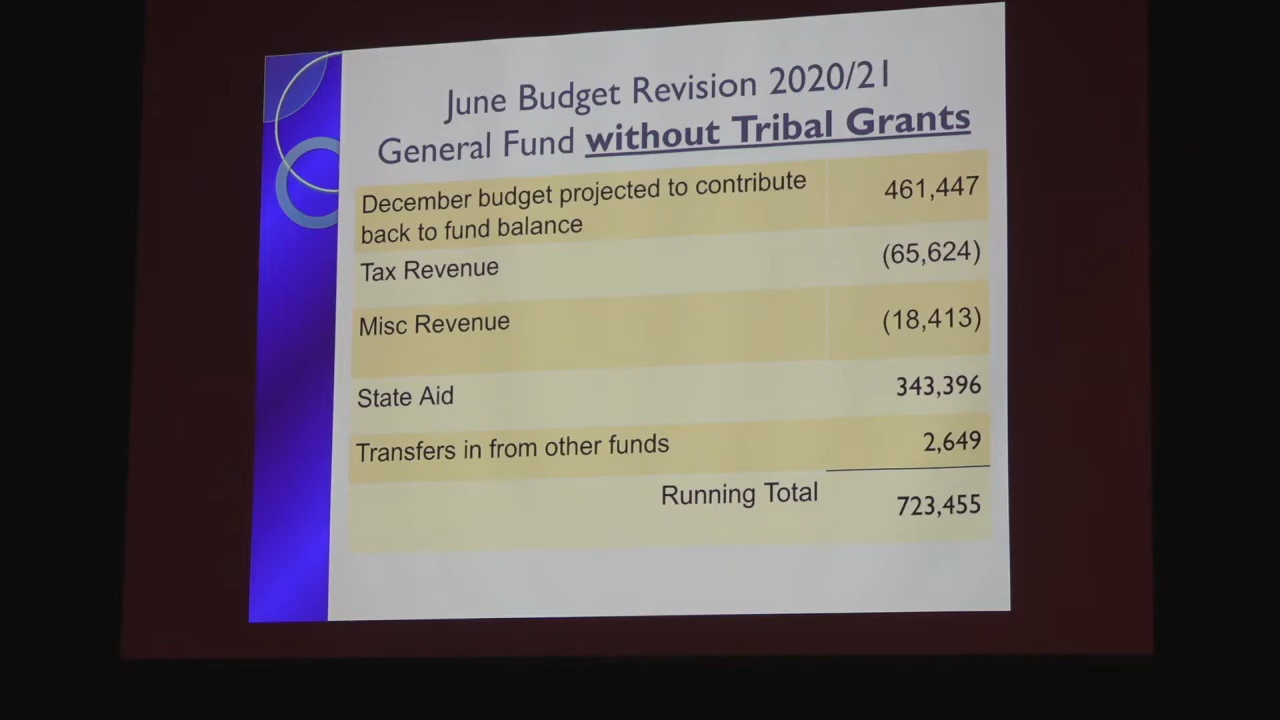 June Budget Revision 2020/21
General Fund without Tribal Grants
December budget projected to contribute
back to fund balance
461,447
Tax Revenue
(65,624)
Misc Revenue
(18,413)
State Aid
343,396
Transfers in from other funds
2,649
Running Total
723,455